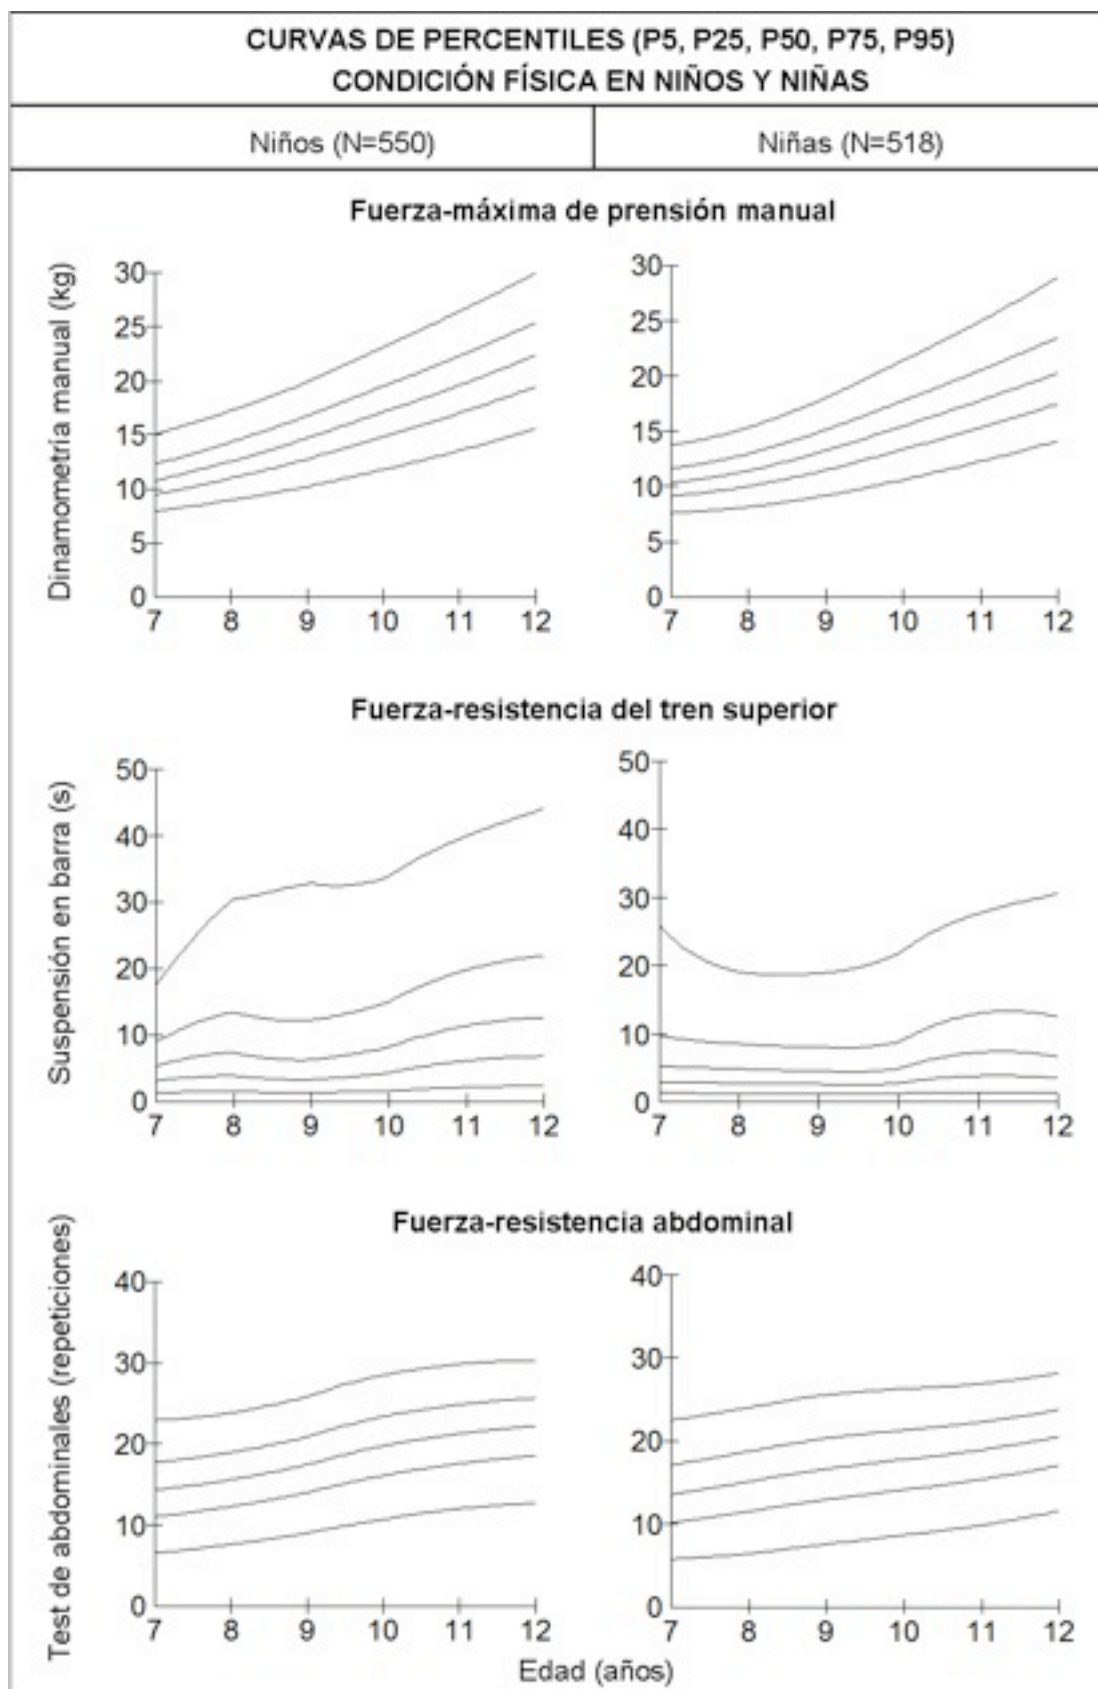 CURVAS DE PERCENTILES (P5, P25, P50, P75, P95)
CONDICIÓN FÍSICA EN NIÑOS Y NIÑAS
Niños (N=550)
Niñas (N=518)
Fuerza-máxima de prensión manual
Dinamometría manual (kg)
30
25
20
15
10
5
0
7 8 9 10 11 12
30
25
20
15
10
5
0
7 8 9 10 11 12
Fuerza-resistencia del tren superior
Suspensión en barra (s)
50
40
30
20
10
0
7 8 9 10 11 12
50
40
30
20
10
0
7 8 9 10 11 12
Fuerza-resistencia abdominal
Test de abdominales (repeticiones)
40
30
20
10
0
7 8 9 10 11 12
40
30
20
10
0
7 8 9 10 11 12
Edad (años)